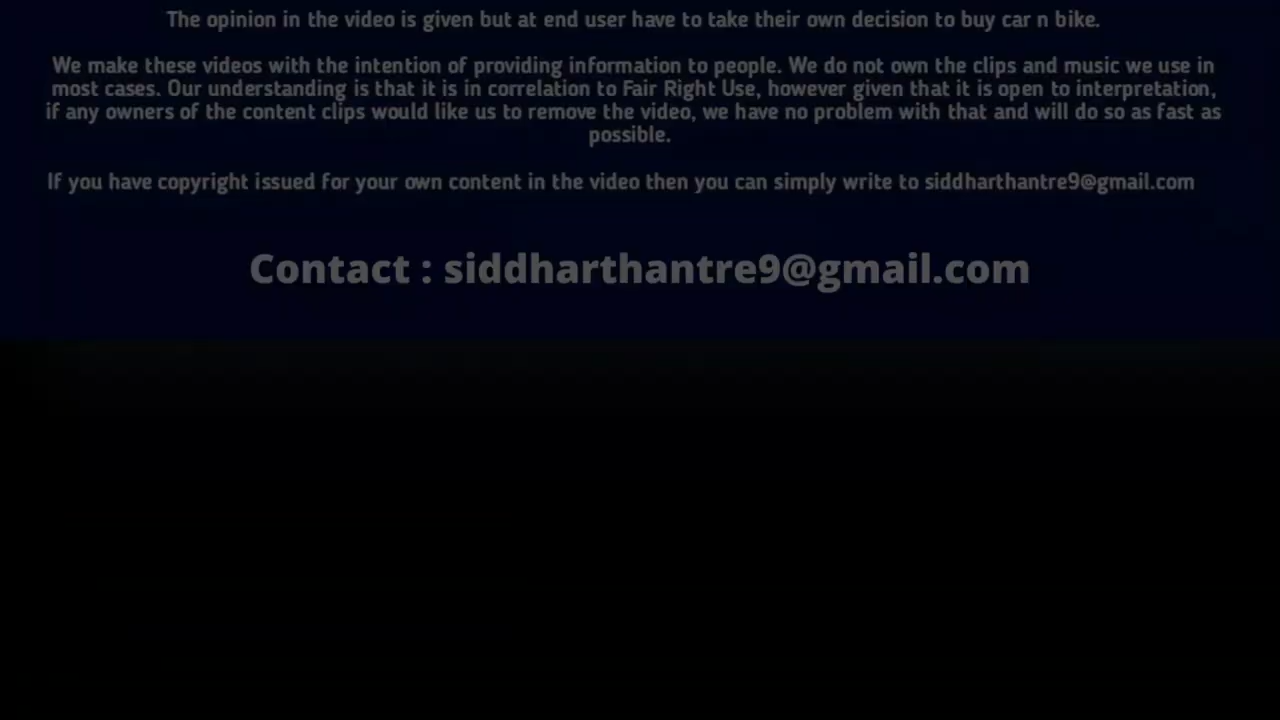 The opinion in the video is given but at end user have to take their own decision to buy car n bike.
We make these videos with the intention of providing information to people. We do not own the clips and music we use in
most cases. Our understanding is that it is in correlation to Fair Right Use, however given that it is open to interpretation,
if any owners of the content clips would like us to remove the video, we have no problem with that and will do so as fast as
possible.
If you have copyright issued for your own content in the video then you can simply write to siddharthantre9@gmail.com
Contact : siddharthantre9@gmail.com